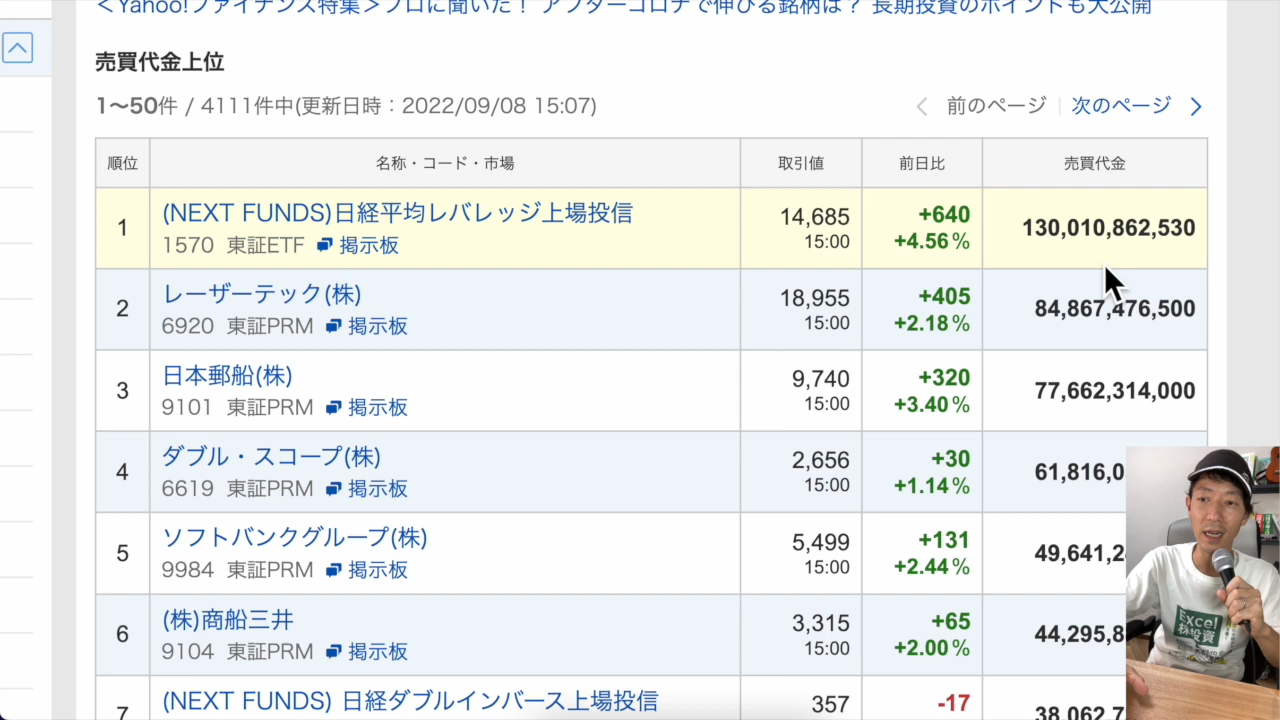 ＜Yahoo!ファイナンス特集＞プロに聞いた！ アフターコロナで伸びる銘柄は？ 長期投資のポイントも大公開
売買代金上位
1〜50件 / 4111件中(更新日時：2022/09/08 15:07)
前のページ 次のページ
順位 名称・コード・市場 取引値 前日比 売買代金
1 (NEXT FUNDS)日経平均レバレッジ上場投信 14,685 +640 130,010,862,530
1570 東証ETF 掲示板 15:00 +4.56%
2 レーザーテック(株) 18,955 +405 84,867,476,500
6920 東証PRM 掲示板 15:00 +2.18%
3 日本郵船(株) 9,740 +320 77,662,314,000
9101 東証PRM 掲示板 15:00 +3.40%
4 ダブル・スコープ(株) 2,656 +30 61,816,0
6619 東証PRM 掲示板 15:00 +1.14%
5 ソフトバンクグループ(株) 5,499 +131 49,641,2
9984 東証PRM 掲示板 15:00 +2.44%
6 (株)商船三井 3,315 +65 44,295,8
9104 東証PRM 掲示板 15:00 +2.00%
7 (NEXT FUNDS) 日経ダブルインバース上場投信 357 -17 38,062,7
Excel
株投資